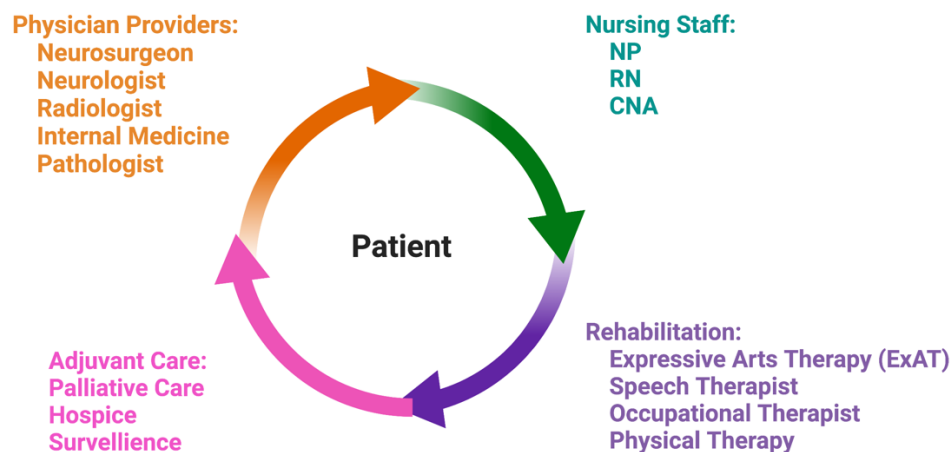 Physician Providers:
Neurosurgeon
Neurologist
Radiologist
Internal Medicine
Pathologist
Nursing Staff:
NP
RN
CNA
Patient
Adjuvant Care:
Palliative Care
Hospice
Survellience
Rehabilitation:
Expressive Arts Therapy (ExAT)
Speech Therapist
Occupational Therapist
Physical Therapy